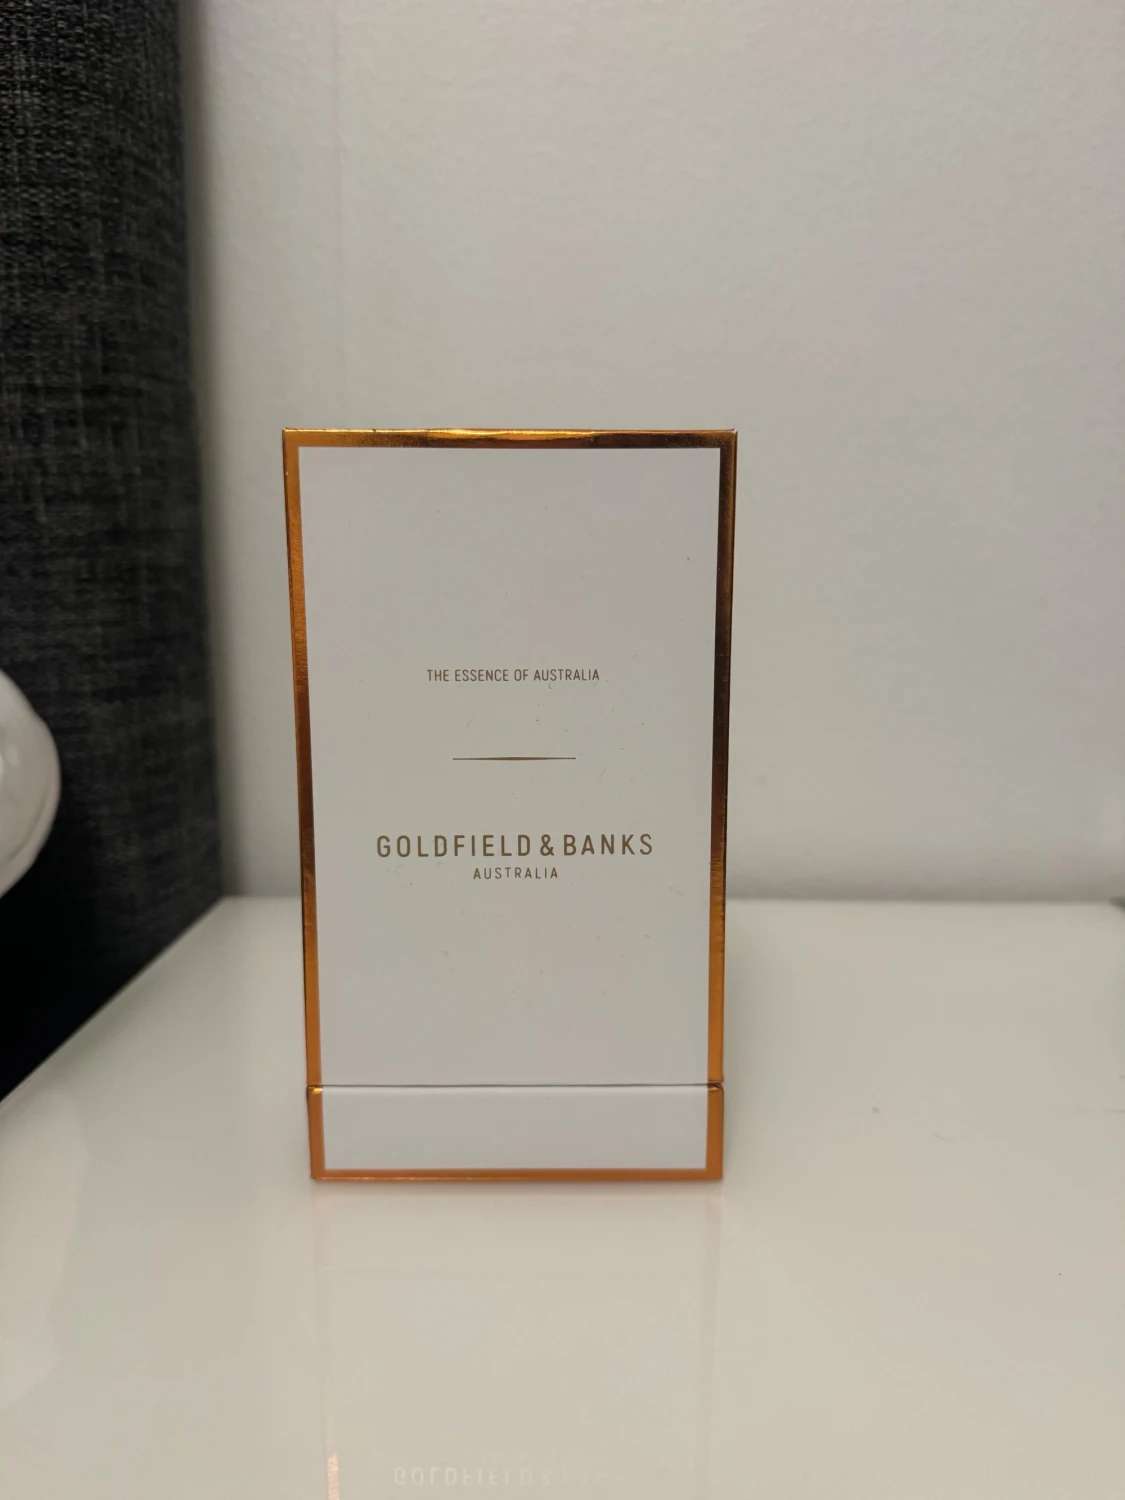 THE ESSENCE OF AUSTRALIA
GOLDFIELD & BANKS
AUSTRALIA